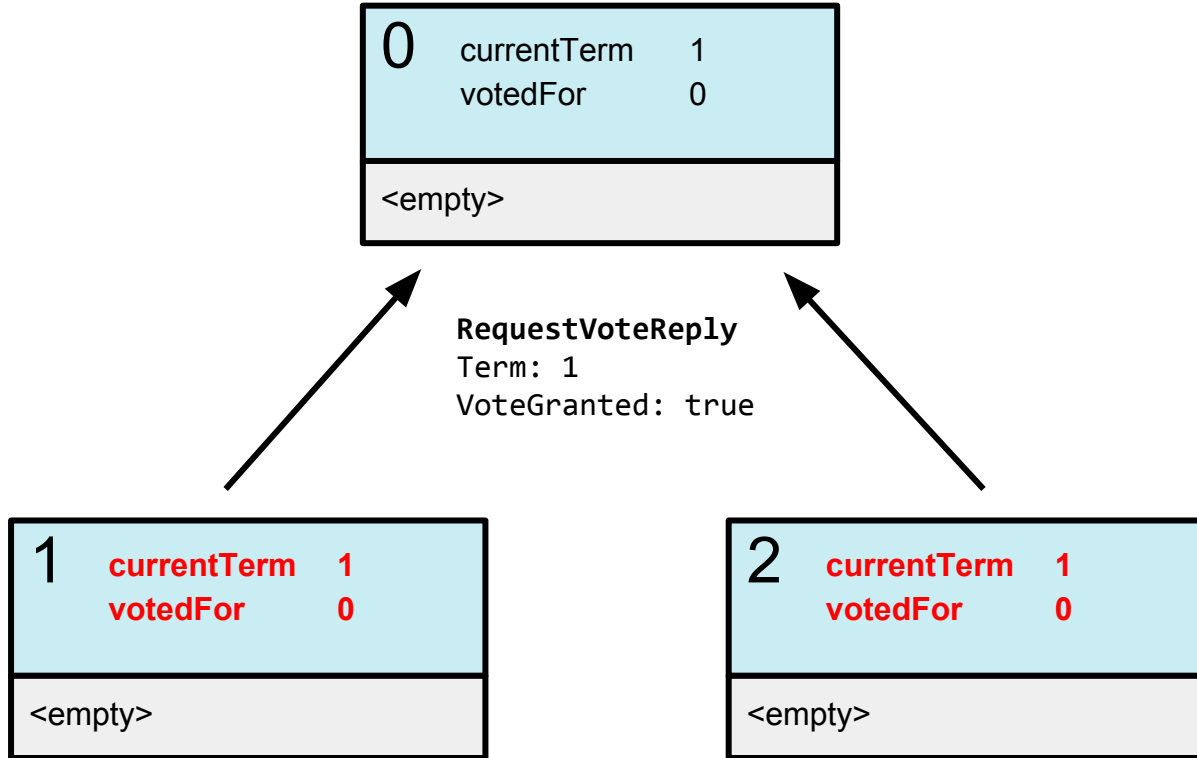 0 currentTerm 1
votedFor 0
<empty>
RequestVoteReply
Term: 1
VoteGranted: true
1 currentTerm 1
votedFor 0
<empty>
2 currentTerm 1
votedFor 0
<empty>